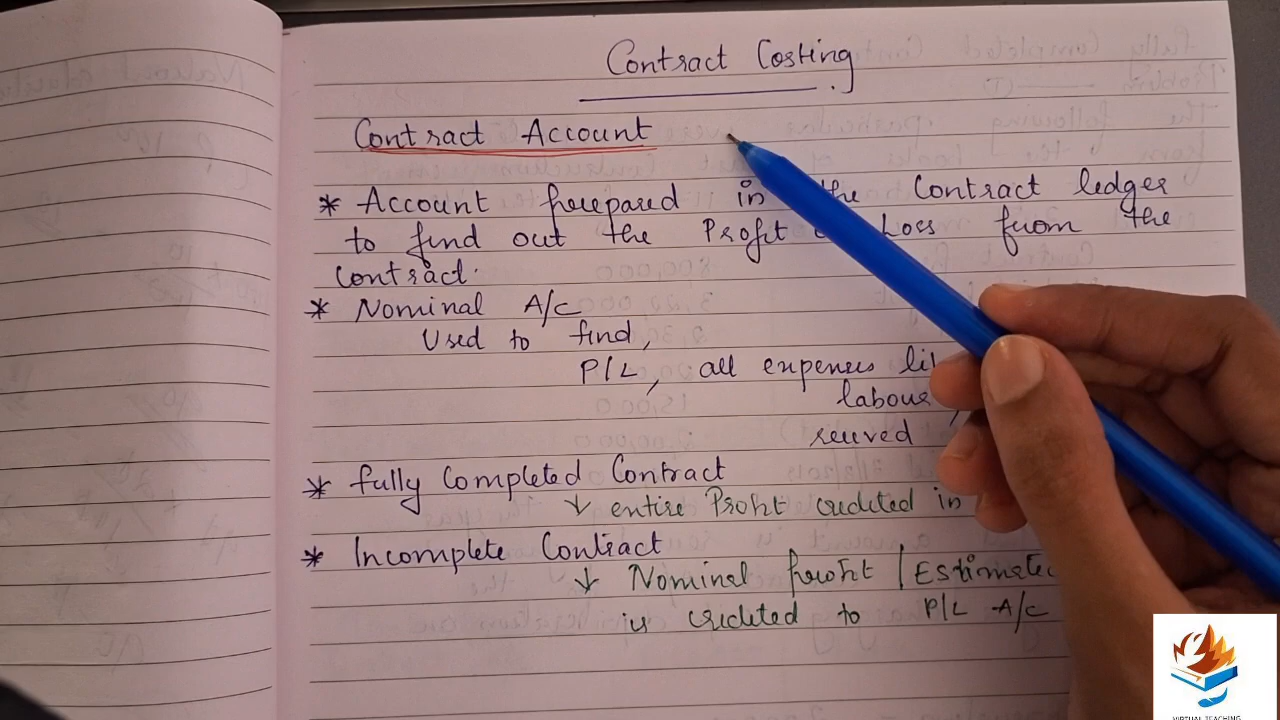 Contract Costing
Contract Account
* Account prepared in the Contract ledger
to find out the Profit Loss from the
Contract.
* Nominal A/c
Used to find,
P/L, all expenses
labour
* Fully Completed Contract
↓ entire Profit credited in
* Incomplete Contract
↓ Nominal profit / Estimated
is credited to P/L A/c
VIRTUAL TEACHING